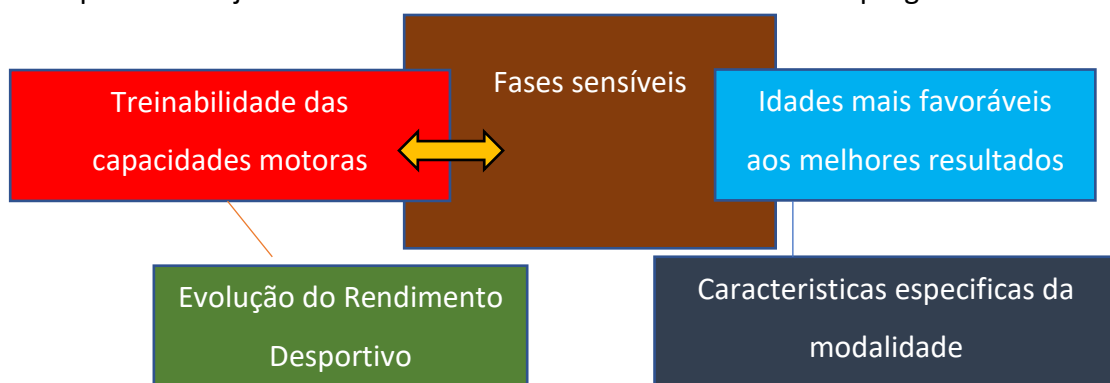 Fases sensíveis
Treinabilidade das
capacidades motoras
Idades mais favoráveis
aos melhores resultados
Evolução do Rendimento
Desportivo
Caracteristicas especificas da
modalidade